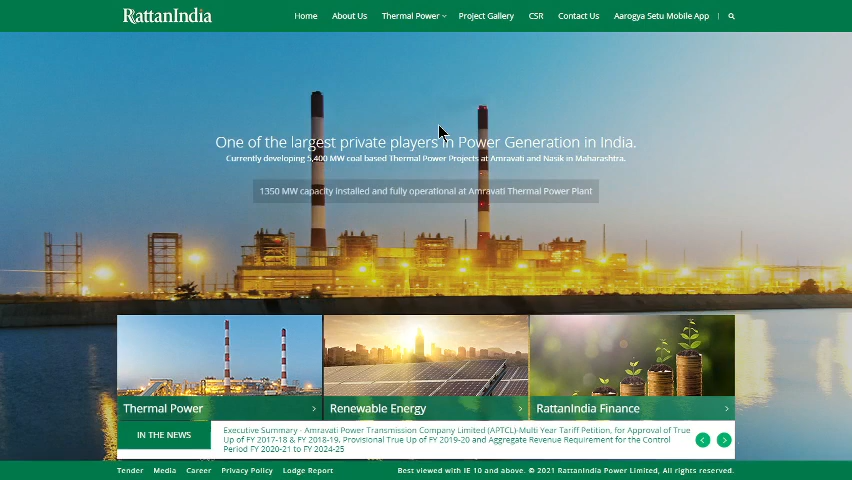 RattanIndia
Home About Us Thermal Power Project Gallery CSR Contact Us Aarogya Setu Mobile App
One of the largest private players in Power Generation in India.
Currently developing 5,400 MW coal based Thermal Power Projects at Amravati and Nasik in Maharashtra.
1350 MW capacity installed and fully operational at Amravati Thermal Power Plant
Thermal Power Renewable Energy RattanIndia Finance
IN THE NEWS
Executive Summary - Amravati Power Transmission Company Limited (APTCL)-Multi Year Tariff Petition, for Approval of True
Up of FY 2017-18 & FY 2018-19, Provisional True Up of FY 2019-20 and Aggregate Revenue Requirement for the Control
Period FY 2020-21 to FY 2024-25
Tender Media Career Privacy Policy Lodge Report Best viewed with IE 10 and above. © 2021 RattanIndia Power Limited, All rights reserved.